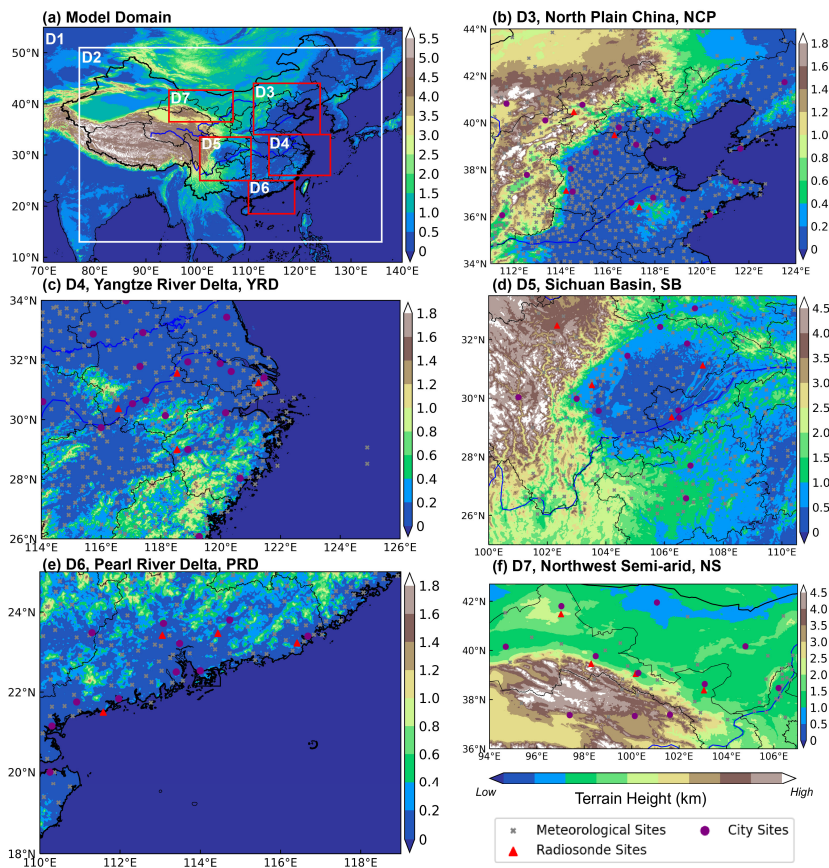 (a) Model Domain
D1
D2
D7
D3
D5
D4
D6
55°N
50°N
40°N
30°N
20°N
10°N
70°E 80°E 90°E 100°E 110°E 120°E 130°E 140°E
5.5
5.0
4.5
4.0
3.5
3.0
2.5
2.0
1.5
1.0
0.5
0
(b) D3, North Plain China, NCP
44°N
42°N
40°N
38°N
36°N
34°N
112°E 114°E 116°E 118°E 120°E 122°E 124°E
1.8
1.6
1.4
1.2
1.0
0.8
0.6
0.4
0.2
0
(c) D4, Yangtze River Delta, YRD
34°N
32°N
30°N
28°N
26°N
114°E 116°E 118°E 120°E 122°E 124°E 126°E
1.8
1.6
1.4
1.2
1.0
0.8
0.6
0.4
0.2
0
(d) D5, Sichuan Basin, SB
32°N
30°N
28°N
26°N
100°E 102°E 104°E 106°E 108°E 110°E
4.5
4.0
3.5
3.0
2.5
2.0
1.5
1.0
0.5
0
(e) D6, Pearl River Delta, PRD
24°N
22°N
20°N
18°N
110°E 112°E 114°E 116°E 118°E
1.8
1.6
1.4
1.2
1.0
0.8
0.6
0.4
0.2
0
(f) D7, Northwest Semi-arid, NS
42°N
40°N
38°N
36°N
94°E 96°E 98°E 100°E 102°E 104°E 106°E
4.5
4.0
3.5
3.0
2.5
2.0
1.5
1.0
0.5
0
Low
Terrain Height (km)
High
Meteorological Sites
City Sites
Radiosonde Sites